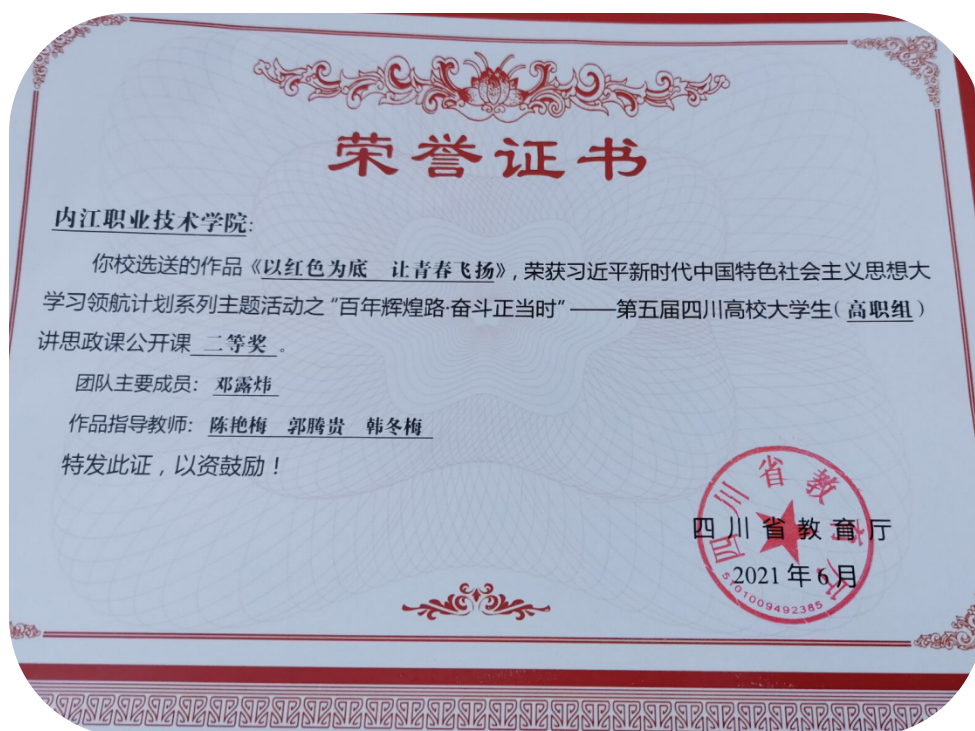 荣誉证书
内江职业技术学院:
你校选送的作品《以红色为底 让青春飞扬》,荣获习近平新时代中国特色社会主义思想大
学习领航计划系列主题活动之“百年辉煌路·奋斗正当时”——第五届四川高校大学生(高职组)
讲思政课公开课 二等奖 。
团队主要成员: 邓露炜
作品指导教师: 陈艳梅 郭腾贵 韩冬梅
特发此证,以资鼓励!
四川省教育厅
2021年6月
四川省教育厅
5101009492385